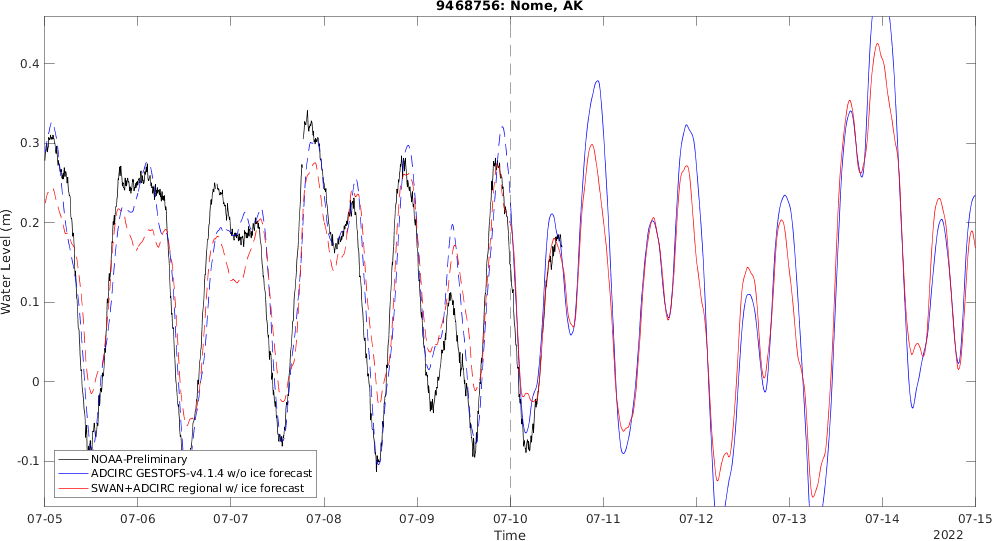 9468756: Nome, AK
Water Level (m)
0.4
0.3
0.2
0.1
0
-0.1
NOAA-Preliminary
ADCIRC GESTOFS-v4.1.4 w/o ice forecast
SWAN+ADCIRC regional w/ ice forecast
07-05 07-06 07-07 07-08 07-09 07-10 07-11 07-12 07-13 07-14 07-15
Time
2022